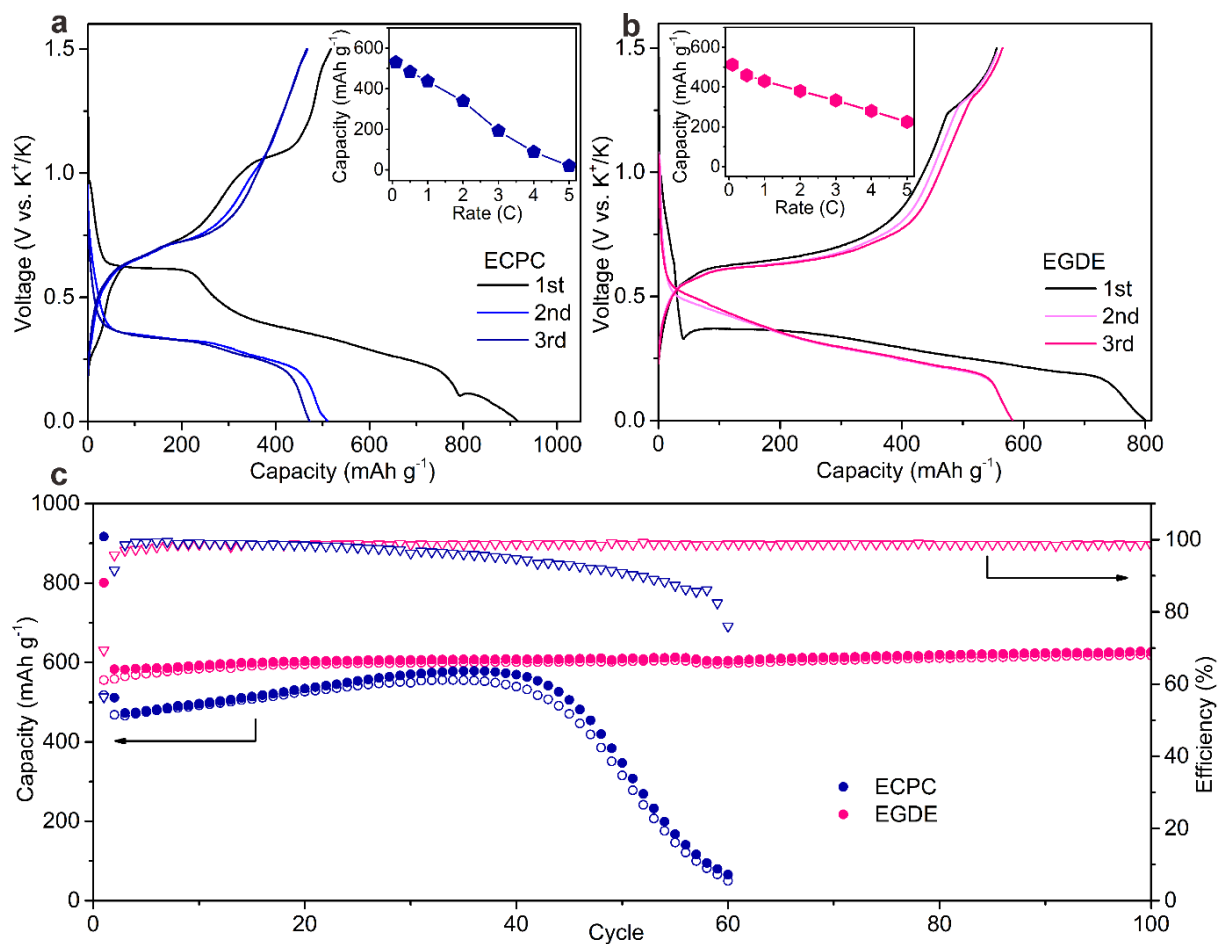 a
Voltage (V vs. K⁺/K)
1.5
1.0
0.5
0.0
0 200 400 600 800 1000
Capacity (mAh g⁻¹)
Capacity (mAh g⁻¹)
600
400
200
0
0 1 2 3 4 5
Rate (C)
ECPC
1st
2nd
3rd
b
Voltage (V vs. K⁺/K)
1.5
1.0
0.5
0.0
0 200 400 600 800
Capacity (mAh g⁻¹)
Capacity (mAh g⁻¹)
600
400
200
0
0 1 2 3 4 5
Rate (C)
EGDE
1st
2nd
3rd
c
Capacity (mAh g⁻¹)
1000
800
600
400
200
0
0 20 40 60 80 100
Cycle
Efficiency (%)
100
80
60
40
20
0
ECPC
EGDE